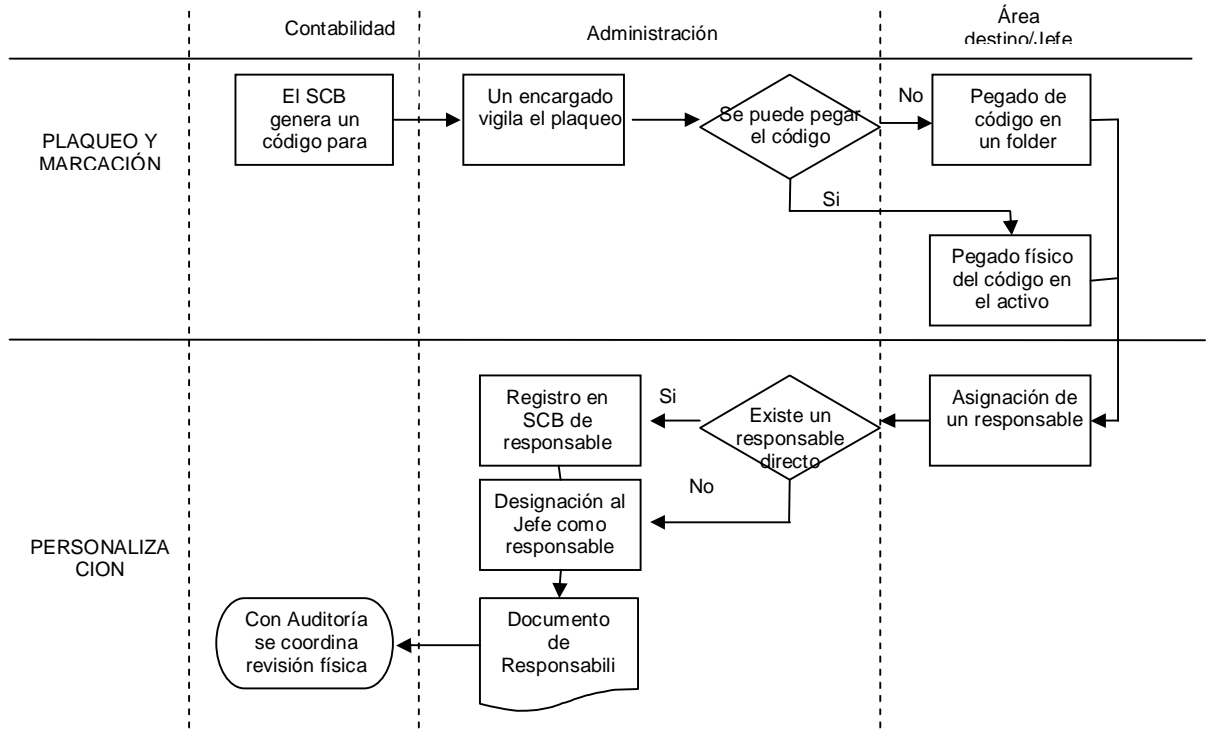 Contabilidad
Administración
Área
destino/Jefe
PLAQUEO Y
MARCACIÓN
El SCB
genera un
código para
Un encargado
vigila el plaqueo
Se puede pegar
el código
No
Si
Pegado de
código en
un folder
Pegado físico
del código en
el activo
PERSONALIZA
CION
Asignación de
un responsable
Existe un
responsable
directo
Si
No
Registro en
SCB de
responsable
Designación al
Jefe como
responsable
Documento
de
Responsabili
Con Auditoría
se coordina
revisión física